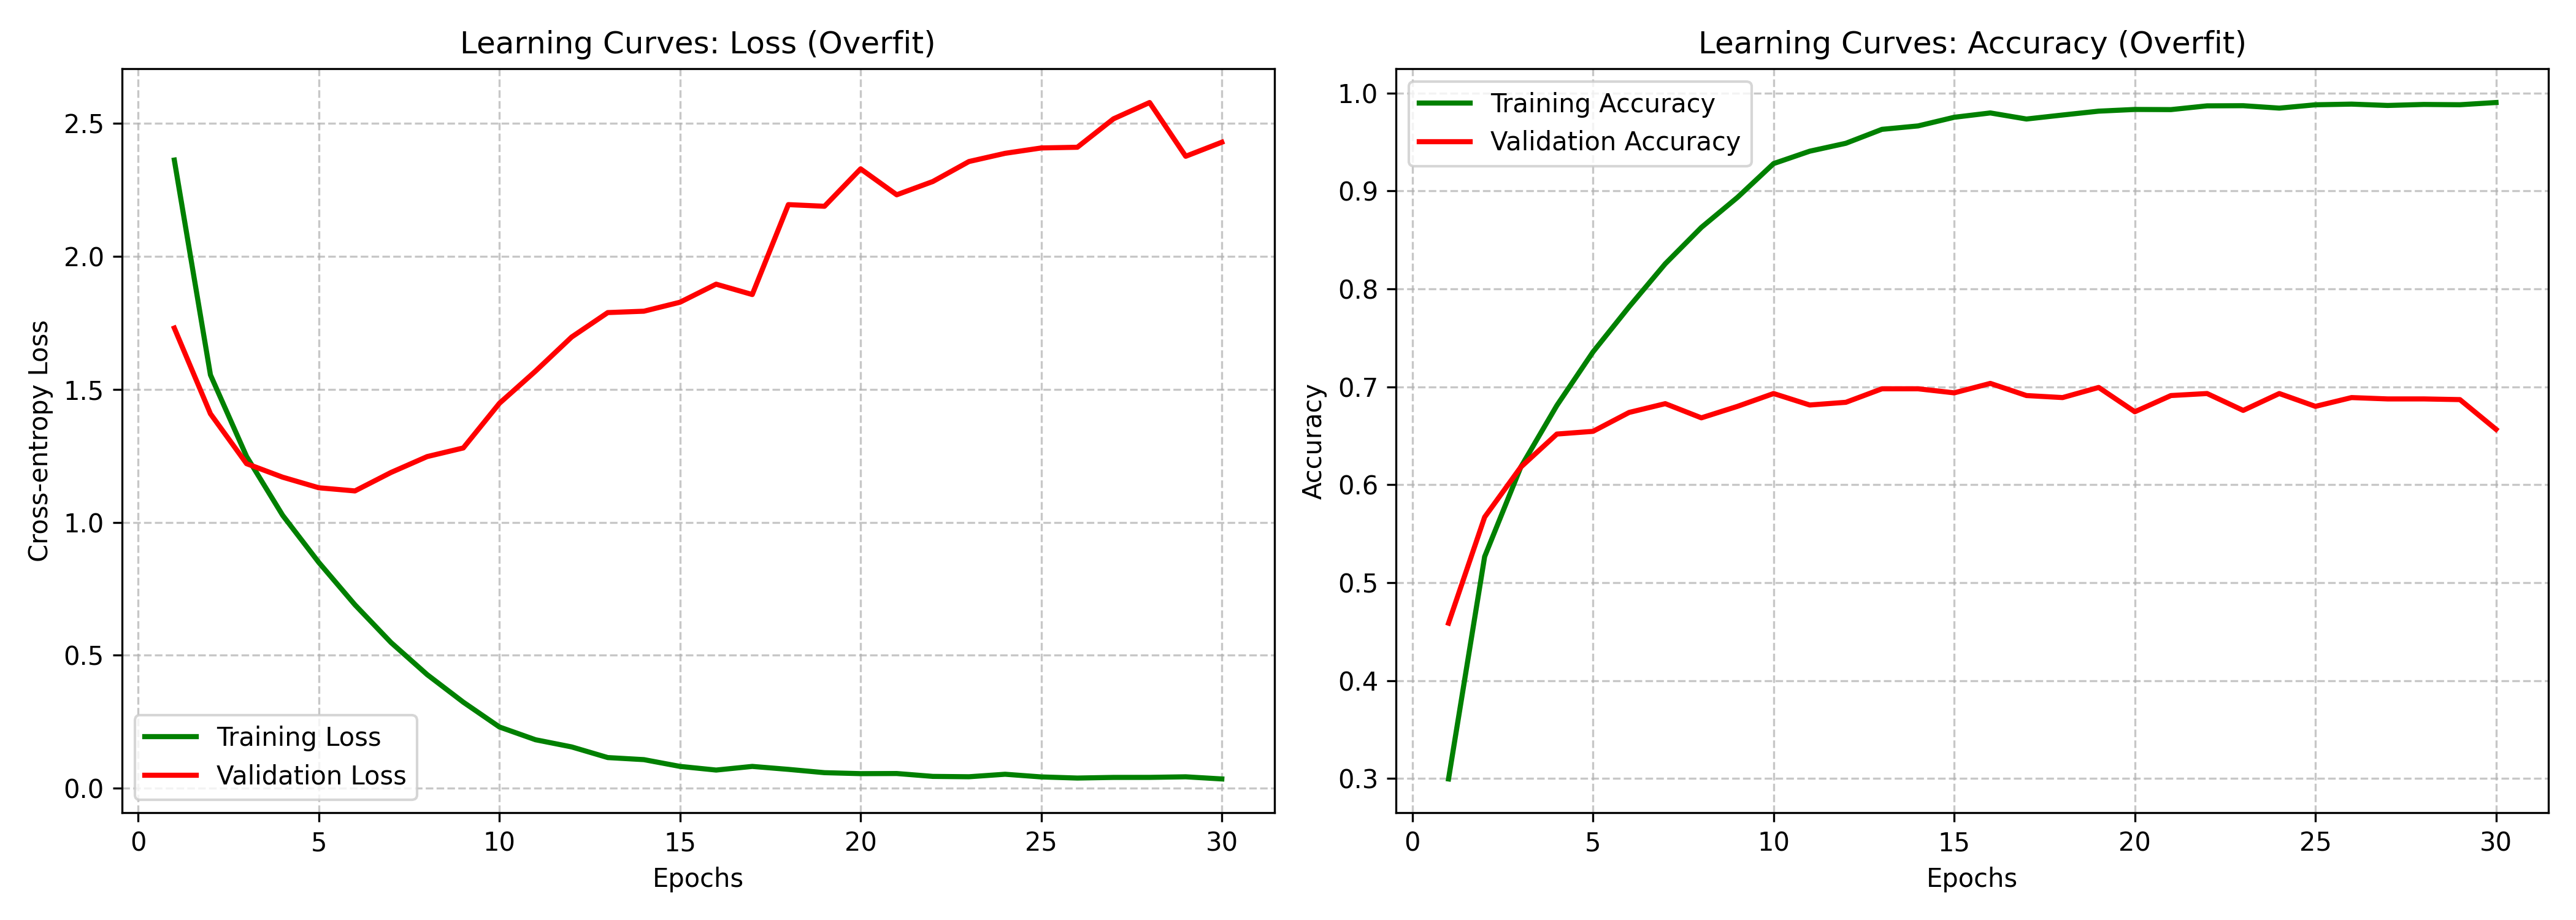 Learning Curves: Loss (Overfit)
Cross-entropy Loss
2.5
2.0
1.5
1.0
0.5
0.0
Training Loss
Validation Loss
0 5 10 15 20 25 30
Epochs
Learning Curves: Accuracy (Overfit)
Accuracy
1.0
0.9
0.8
0.7
0.6
0.5
0.4
0.3
Training Accuracy
Validation Accuracy
0 5 10 15 20 25 30
Epochs